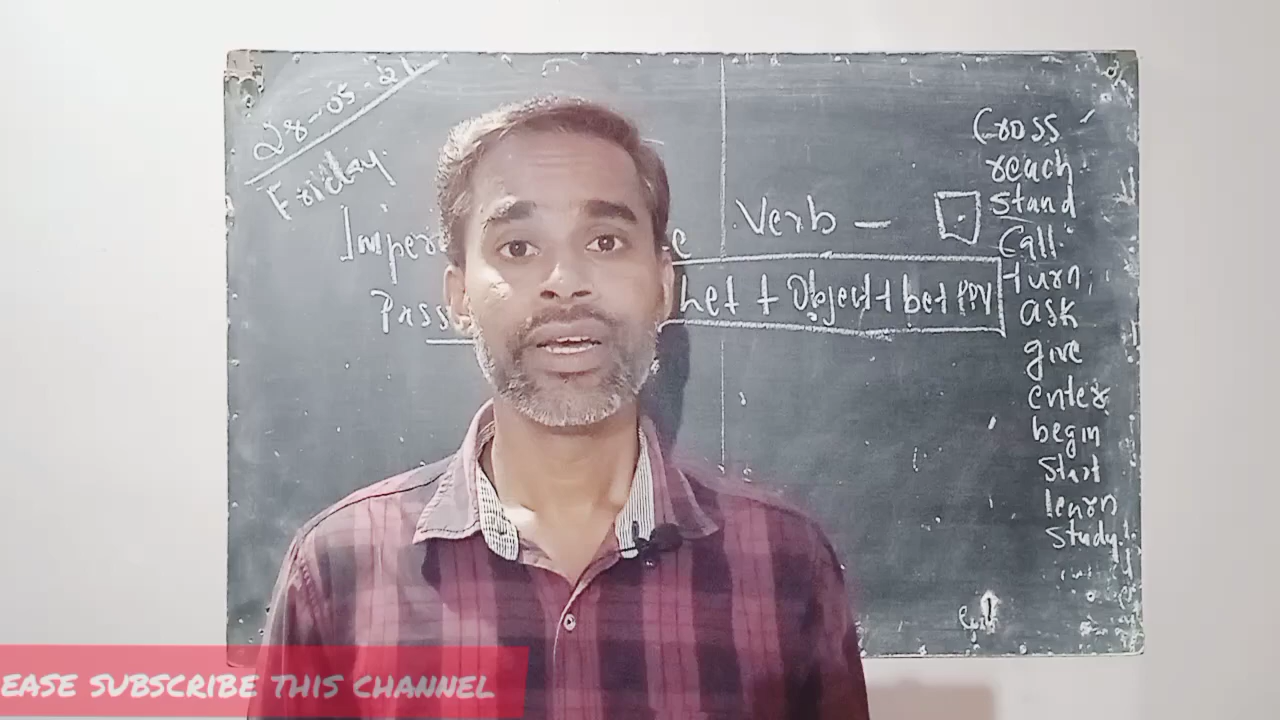 28-05-21
Friday
Imper Verb —
Pass Let + Object + be + PPV
Cross
reach
Stand
Call
turn
ask
give
enter
begin
Start
learn
Study
EASE SUBSCRIBE THIS CHANNEL